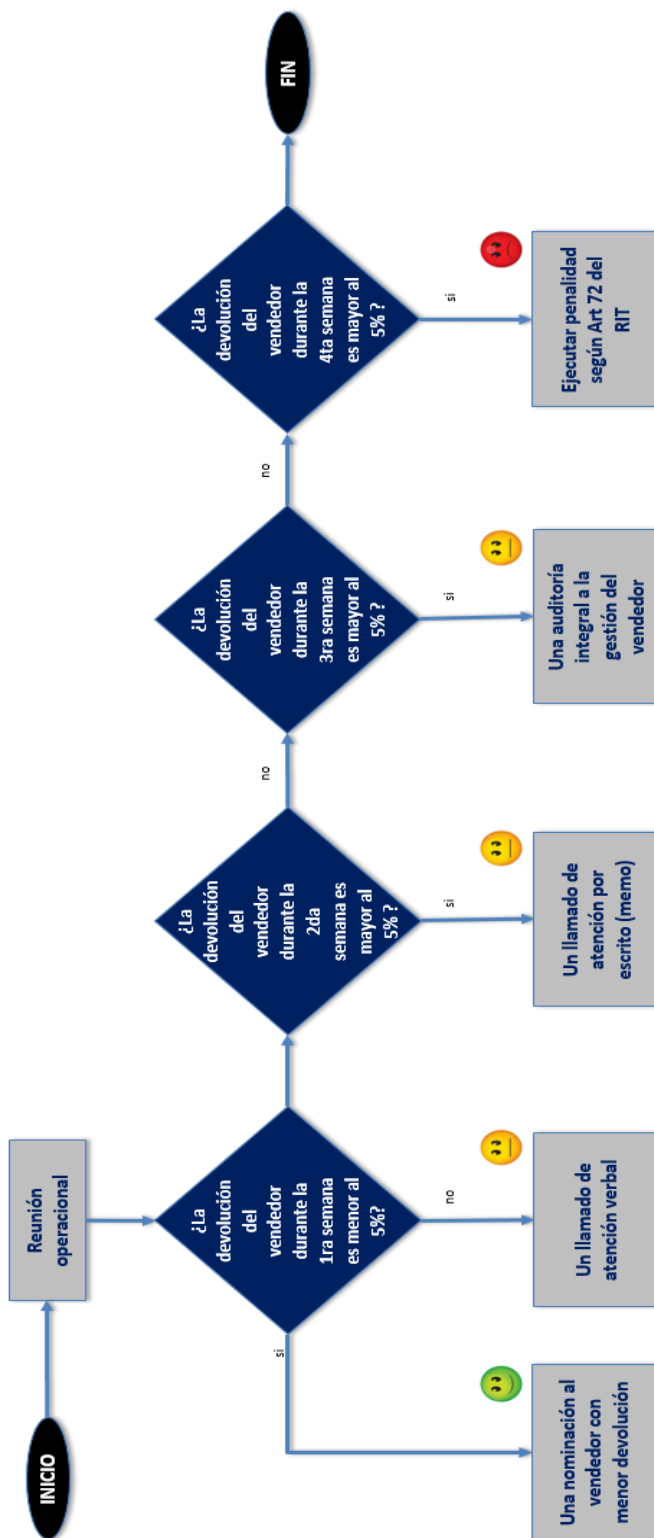 INICIO
Reunión
operacional
¿La
devolución
del
vendedor
durante la
1ra semana
es menor al
5%?
si
no
Una nominación al
vendedor con
menor devolución
Un llamado de
atención verbal
¿La
devolución
del
vendedor
durante la
2da
semana es
mayor al
5% ?
si
no
Un llamado de
atención por
escrito (memo)
¿La
devolución
del
vendedor
durante la
3ra semana
es mayor al
5% ?
si
no
Una auditoría
integral a la
gestión del
vendedor
¿La
devolución
del
vendedor
durante la
4ta semana
es mayor al
5% ?
si
Ejecutar penalidad
según Art 72 del
RIT
FIN